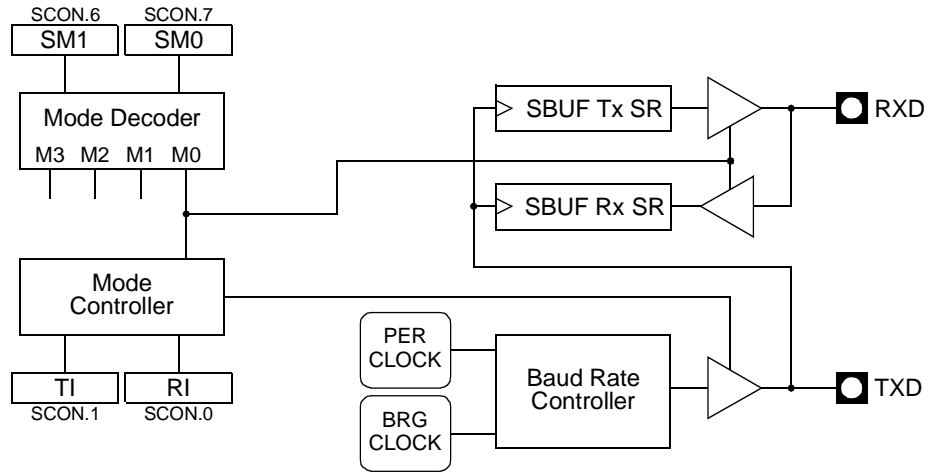 SCON.6 SCON.7
SM1 SM0
Mode Decoder
M3 M2 M1 M0
SBUF Tx SR
RXD
SBUF Rx SR
Mode
Controller
TI RI
SCON.1 SCON.0
PER
CLOCK
BRG
CLOCK
Baud Rate
Controller
TXD